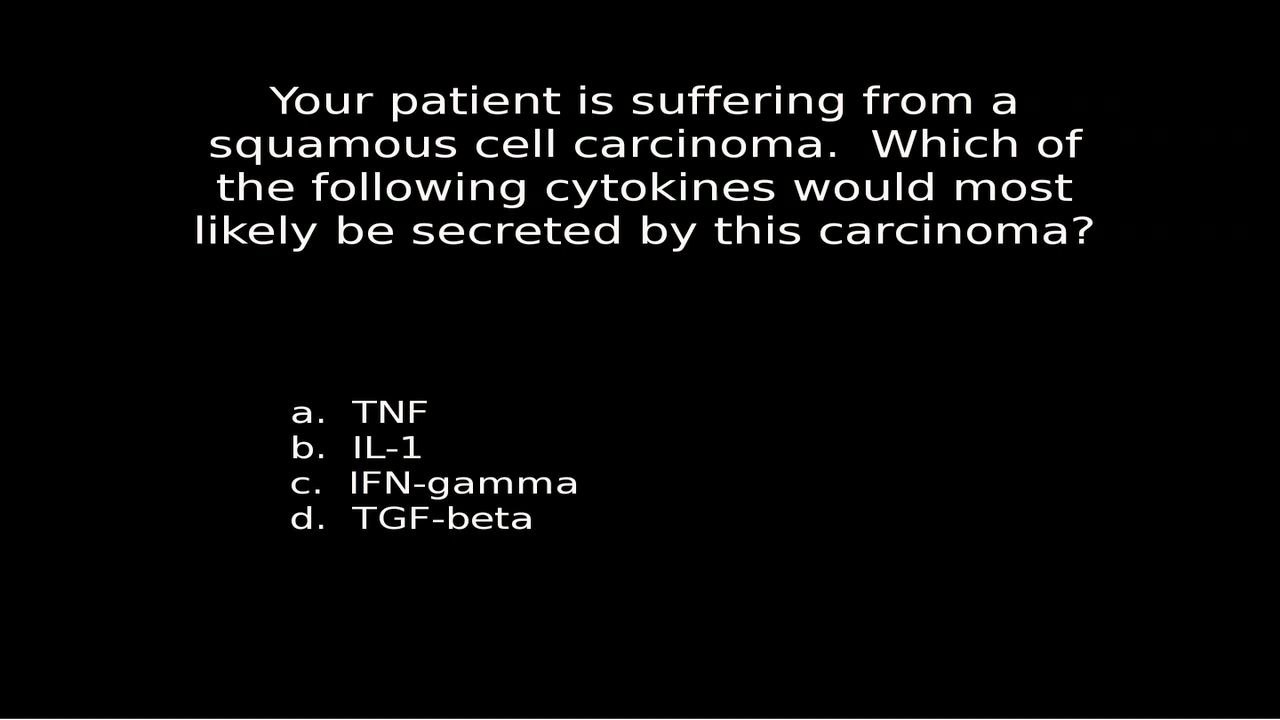 Your patient is suffering from a
squamous cell carcinoma.  Which of
the following cytokines would most
likely be secreted by this carcinoma?
a.  TNF
b.  IL-1
c.  IFN-gamma
d.  TGF-beta